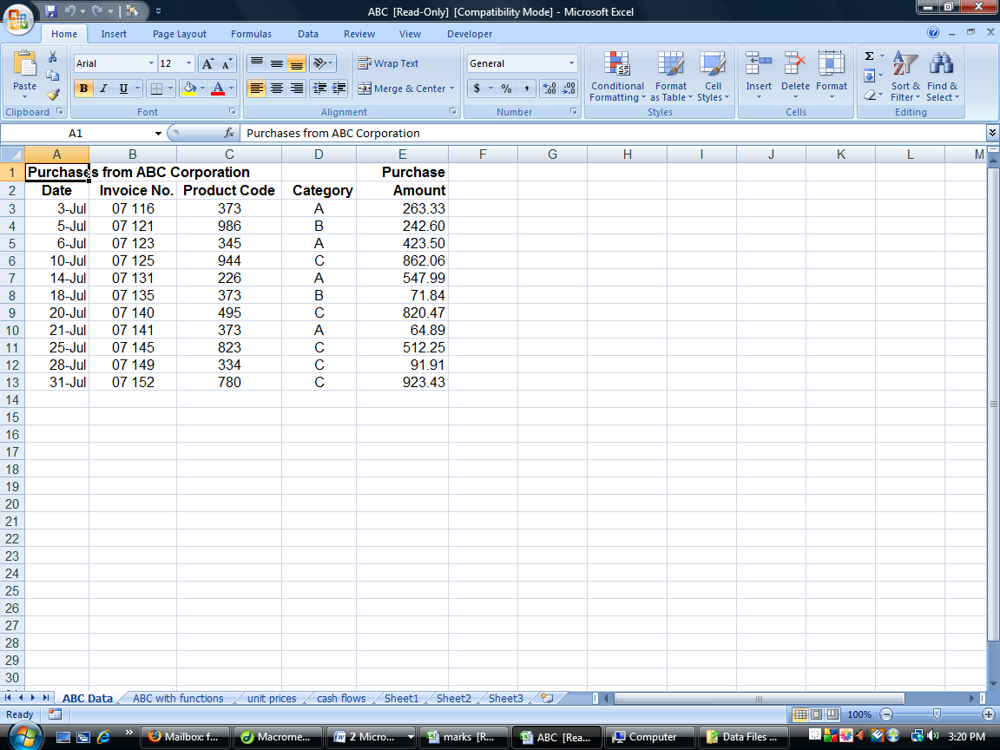 ABC [Read-Only] [Compatibility Mode] - Microsoft Excel
Home Insert Page Layout Formulas Data Review View Developer
Paste Arial 12 Wrap Text General Conditional Formatting Format as Table Cell Styles Insert Delete Format Sort & Filter Find & Select
B I U Merge & Center $ % ,
Clipboard Font Alignment Number Styles Cells Editing
A1 fx Purchases from ABC Corporation
A B C D E F G H I J K L M
1 Purchases from ABC Corporation Purchase
2 Date Invoice No. Product Code Category Amount
3 3-Jul 07 116 373 A 263.33
4 5-Jul 07 121 986 B 242.60
5 6-Jul 07 123 345 A 423.50
6 10-Jul 07 125 944 C 862.06
7 14-Jul 07 131 226 A 547.99
8 18-Jul 07 135 373 B 71.84
9 20-Jul 07 140 495 C 820.47
10 21-Jul 07 141 373 A 64.89
11 25-Jul 07 145 823 C 512.25
12 28-Jul 07 149 334 C 91.91
13 31-Jul 07 152 780 C 923.43
14
15
16
17
18
19
20
21
22
23
24
25
26
27
28
29
30
ABC Data ABC with functions unit prices cash flows Sheet1 Sheet2 Sheet3
Ready 100%
Mailbox: f... Macrome... 2 Micro... marks [R... ABC [Rea... Computer Data Files ... 3:20 PM